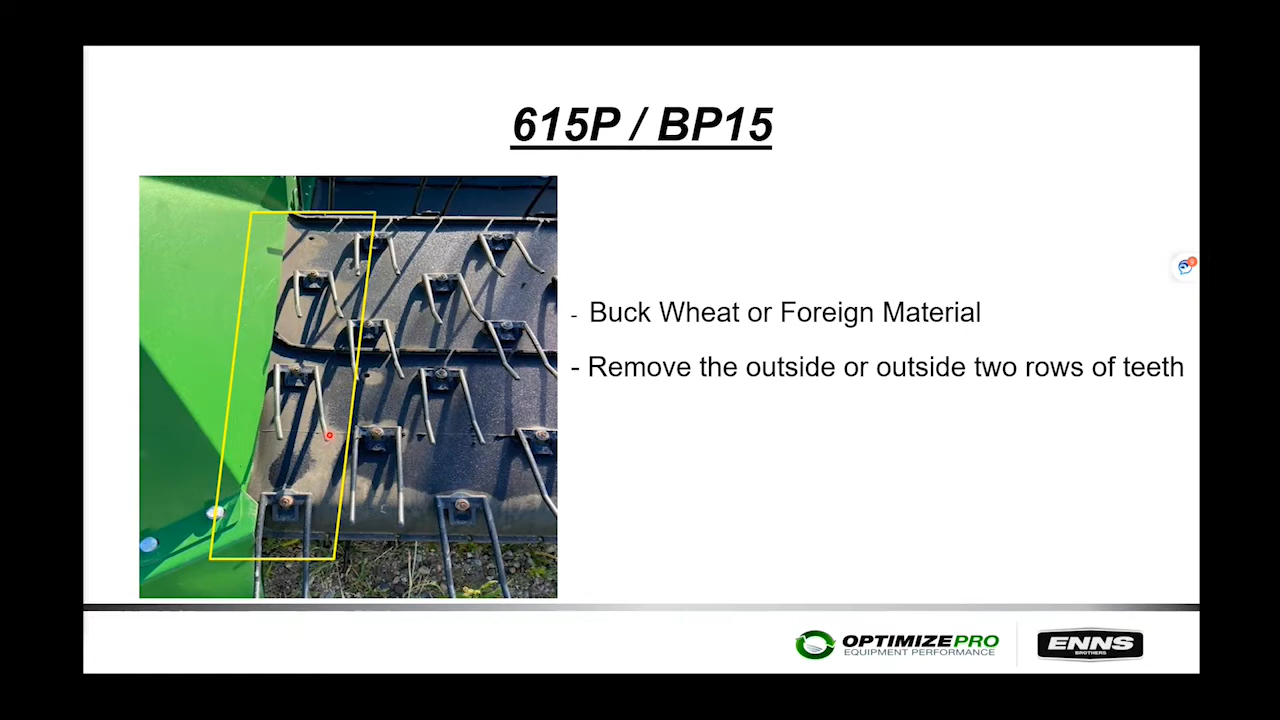 615P / BP15
- Buck Wheat or Foreign Material
- Remove the outside or outside two rows of teeth
OPTIMIZEPRO
EQUIPMENT PERFORMANCE
ENNS
BROTHERS